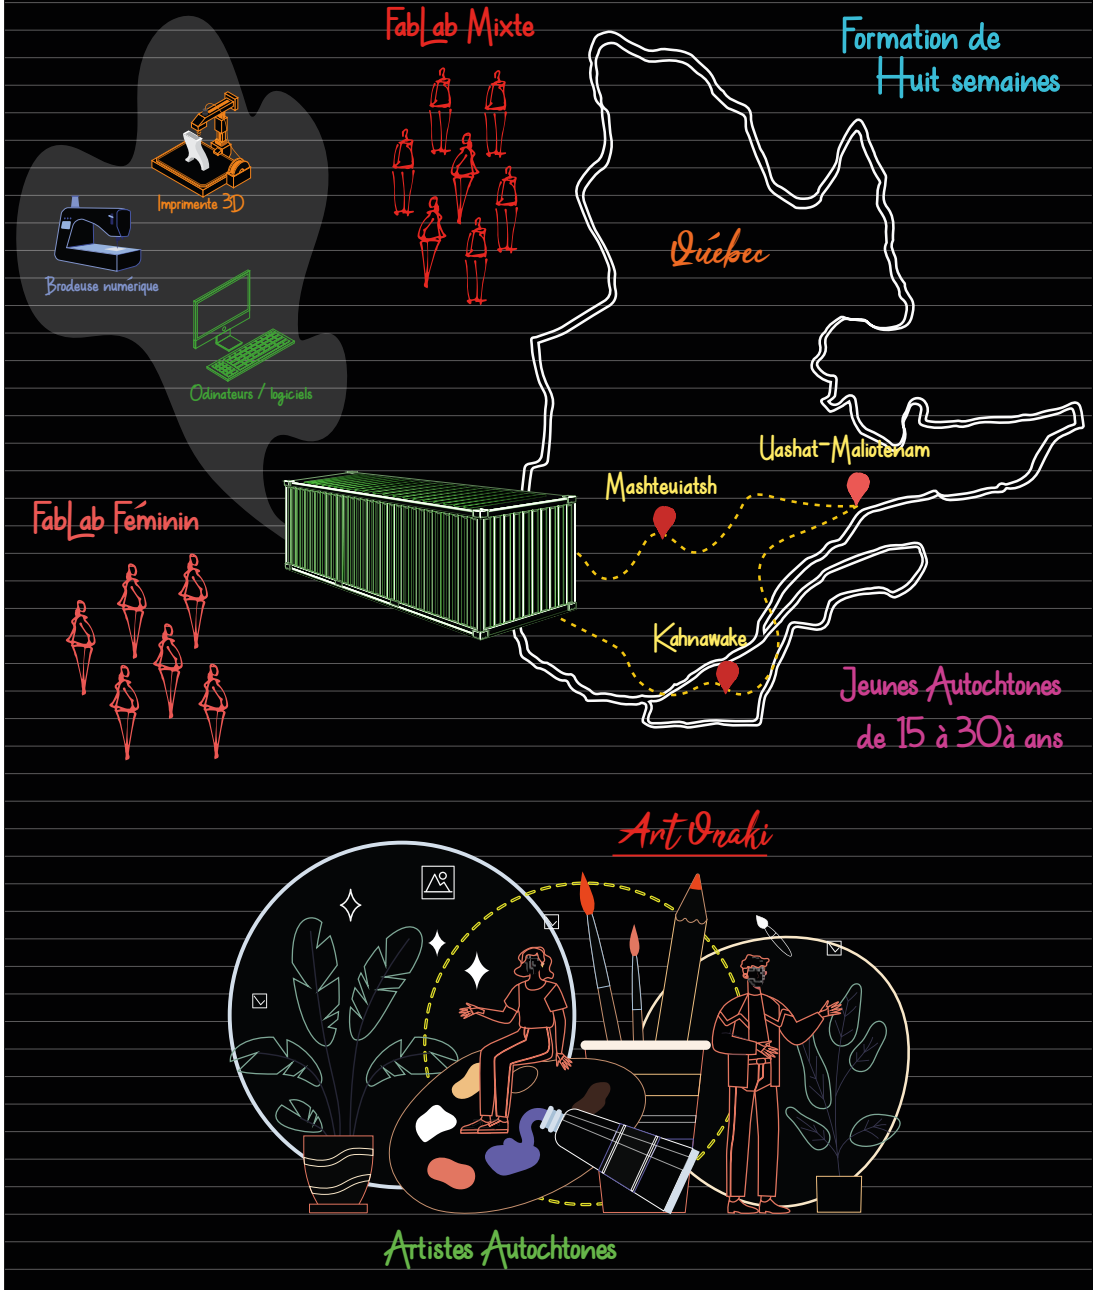 FabLab Mixte
Formation de
Huit semaines
Imprimente 3D
Québec
Brodeuse numérique
Odinateurs / logiciels
Uashat-Maliotenam
Mashteuiatsh
FabLab Féminin
Kahnawake
Jeunes Autochtones
de 15 à 30à ans
Art Onaki
Artistes Autochtones